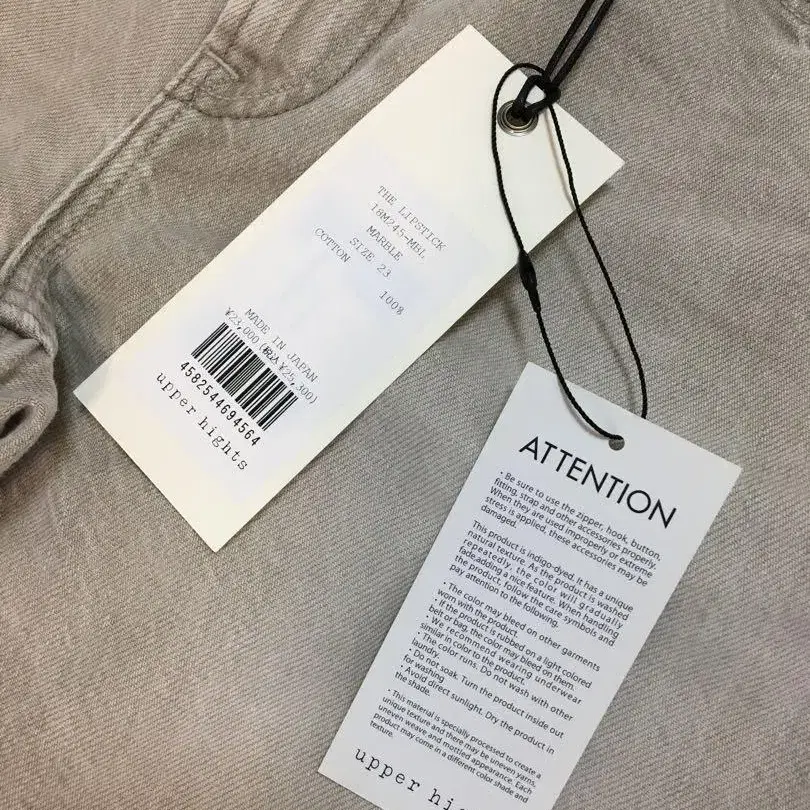 THE LIPSTICK
18M245-MBL
MARBLE
SIZE 23
COTTON 100%
MADE IN JAPAN
¥23,000(税込¥25,300)
4582544694564
upper hights
ATTENTION
・Be sure to use the zipper, hook, button,
fitting, strap and other accessories properly.
When they are used improperly or extreme
stress is applied, these accessories may be
damaged.
This product is indigo-dyed. It has a unique
natural texture. As the product is washed
repeatedly, the color will gradually
fade,adding a nice feature. When handling
the product, follow the care symbols and
pay attention to the following.
・The color may bleed on other garments
worn with the product.
・If the product is rubbed on a light colored
belt or bag, the color may bleed on them.
・We recommend wearing underwear
similar in color to the product.
・The color runs. Do not wash with other
laundry.
・Do not soak. Turn the product inside out
for washing
・Avoid direct sunlight. Dry the product in
the shade.
・This material is specially processed to create a
unique texture and there may be uneven yarns,
uneven weave and mottled appearance. Each
product may come in a different color shade and
texture.
upper hi